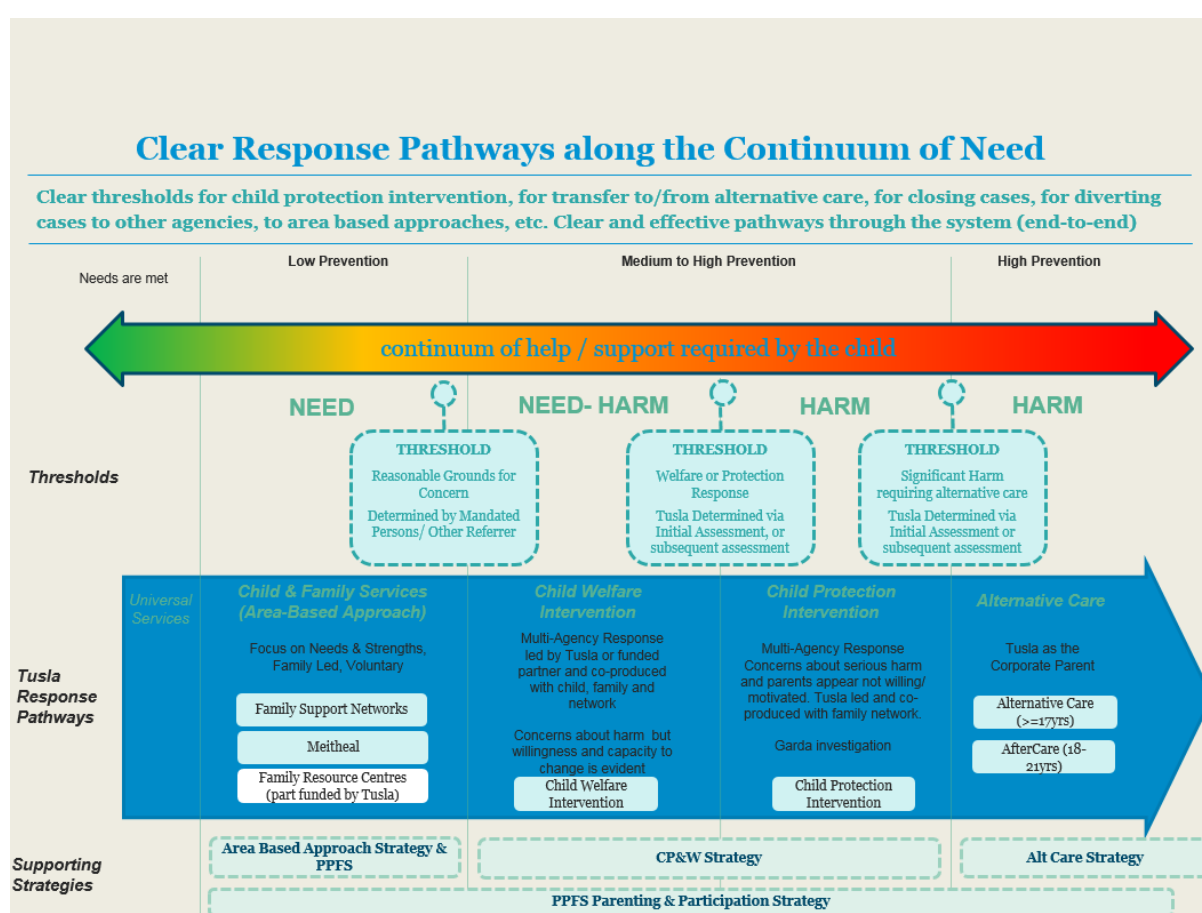 Clear Response Pathways along the Continuum of Need
Clear thresholds for child protection intervention, for transfer to/from alternative care, for closing cases, for diverting
cases to other agencies, to area based approaches, etc. Clear and effective pathways through the system (end-to-end)
Needs are met
Low Prevention
Medium to High Prevention
High Prevention
continuum of help / support required by the child
NEED
NEED- HARM
HARM
HARM
Thresholds
THRESHOLD
Reasonable Grounds for
Concern
Determined by Mandated
Persons/ Other Referrer
THRESHOLD
Welfare or Protection
Response
Tusla Determined via
Initial Assessment, or
subsequent assessment
THRESHOLD
Significant Harm
requiring alternative care
Tusla Determined via
Initial Assessment or
subsequent assessment
Tusla
Response
Pathways
Universal
Services
Child & Family Services
(Area-Based Approach)
Focus on Needs & Strengths,
Family Led, Voluntary
Family Support Networks
Meitheal
Family Resource Centres
(part funded by Tusla)
Child Welfare
Intervention
Multi-Agency Response
led by Tusla or funded
partner and co-produced
with child, family and
network
Concerns about harm but
willingness and capacity to
change is evident
Child Welfare
Intervention
Child Protection
Intervention
Multi-Agency Response
Concerns about serious harm
and parents appear not willing/
motivated. Tusla led and co-
produced with family network.
Garda investigation
Child Protection
Intervention
Alternative Care
Tusla as the
Corporate Parent
Alternative Care
(>=17yrs)
AfterCare (18-
21yrs)
Supporting
Strategies
Area Based Approach Strategy &
PPFS
CP&W Strategy
Alt Care Strategy
PPFS Parenting & Participation Strategy